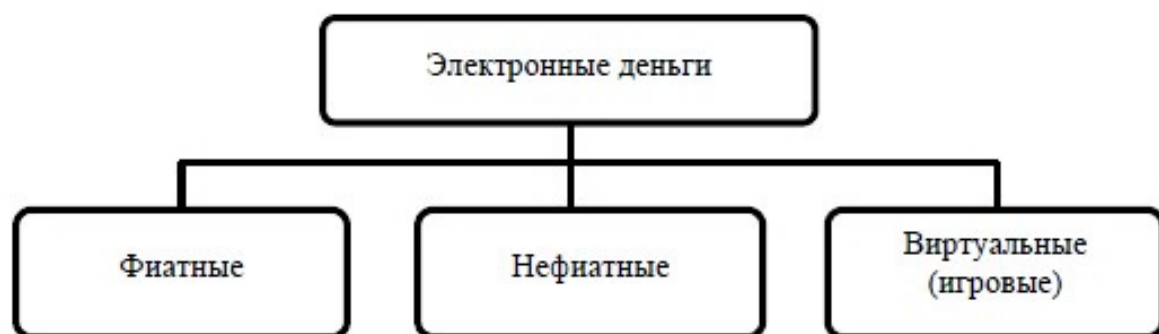 Электронные деньги
Фиатные
Нефиатные
Виртуальные
(игровые)